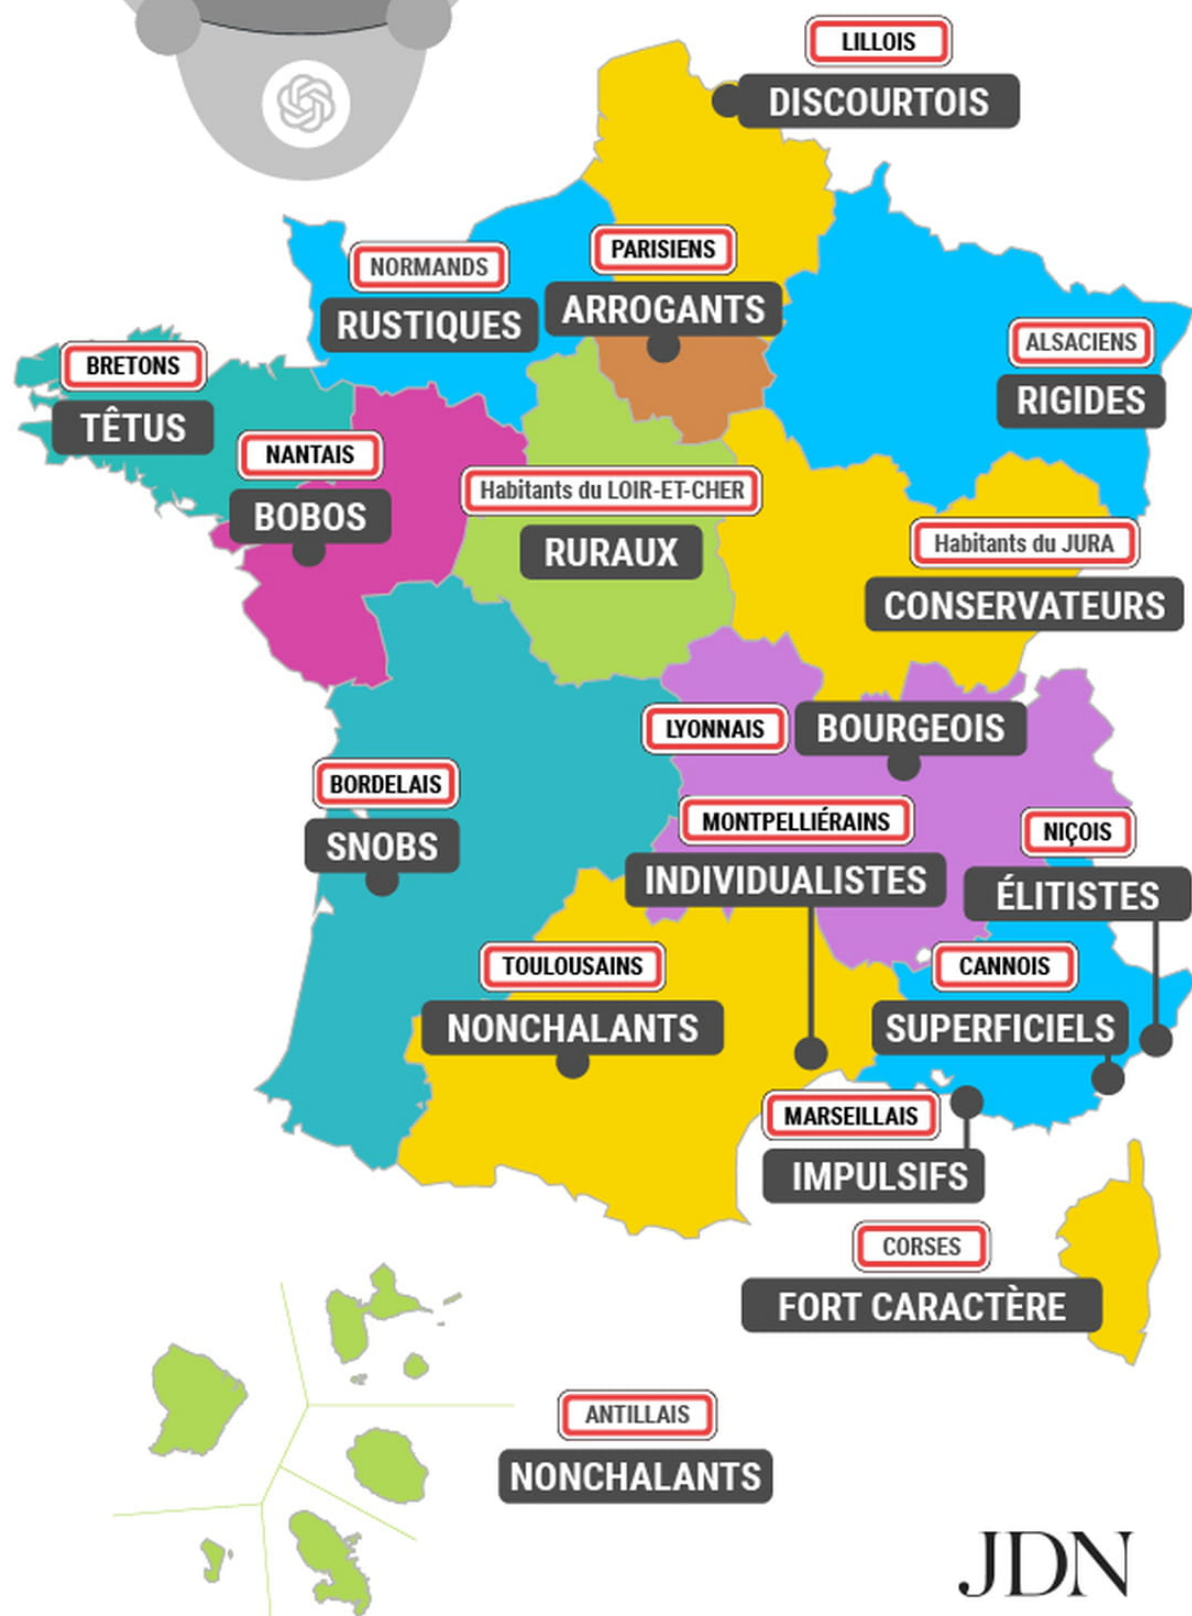 LILLOIS
DISCOURTOIS
PARISIENS
ARROGANTS
NORMANDS
RUSTIQUES
ALSACIENS
RIGIDES
BRETONS
TÊTUS
NANTAIS
BOBOS
Habitants du LOIR-ET-CHER
RURAUX
Habitants du JURA
CONSERVATEURS
LYONNAIS
BOURGEOIS
BORDELAIS
SNOBS
MONTPELLIÉRAINS
INDIVIDUALISTES
NIÇOIS
ÉLITISTES
TOULOUSAINS
NONCHALANTS
CANNOIS
SUPERFICIELS
MARSEILLAIS
IMPULSIFS
CORSES
FORT CARACTÈRE
ANTILLAIS
NONCHALANTS
JDN